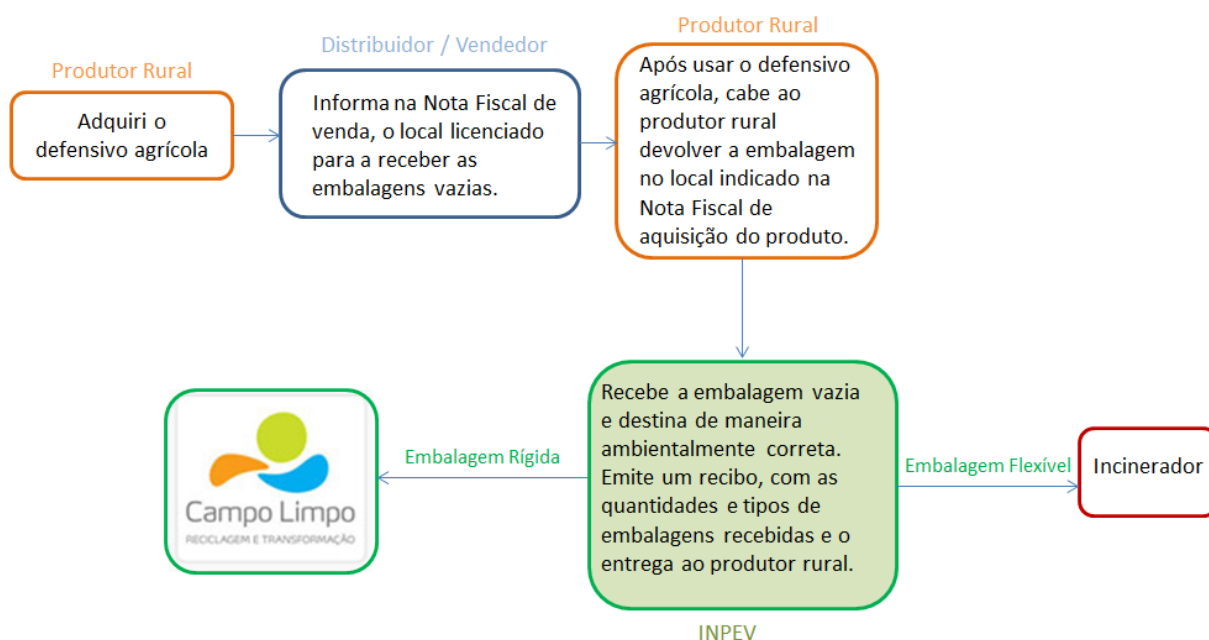 Produtor Rural
Adquiri o
defensivo agrícola
Distribuidor / Vendedor
Informa na Nota Fiscal de
venda, o local licenciado
para a receber as
embalagens vazias.
Produtor Rural
Após usar o defensivo
agrícola, cabe ao
produtor rural
devolver a embalagem
no local indicado na
Nota Fiscal de
aquisição do produto.
Recebe a embalagem vazia
e destina de maneira
ambientalmente correta.
Emite um recibo, com as
quantidades e tipos de
embalagens recebidas e o
entrega ao produtor rural.
INPEV
Embalagem Rígida
Campo Limpo
RECICLAGEM E TRANSFORMAÇÃO
Embalagem Flexível
Incinerador